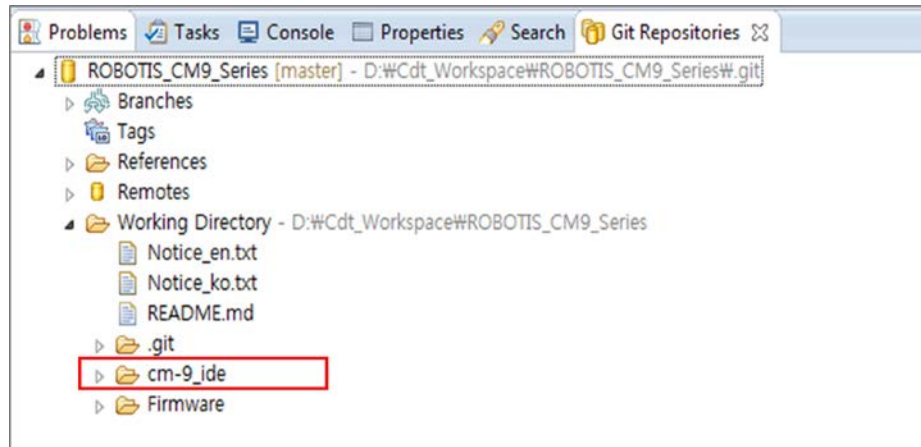 Problems Tasks Console Properties Search Git Repositories
ROBOTIS_CM9_Series [master] - D:₩Cdt_Workspace₩ROBOTIS_CM9_Series₩.git
Branches
Tags
References
Remotes
Working Directory - D:₩Cdt_Workspace₩ROBOTIS_CM9_Series
Notice_en.txt
Notice_ko.txt
README.md
.git
cm-9_ide
Firmware